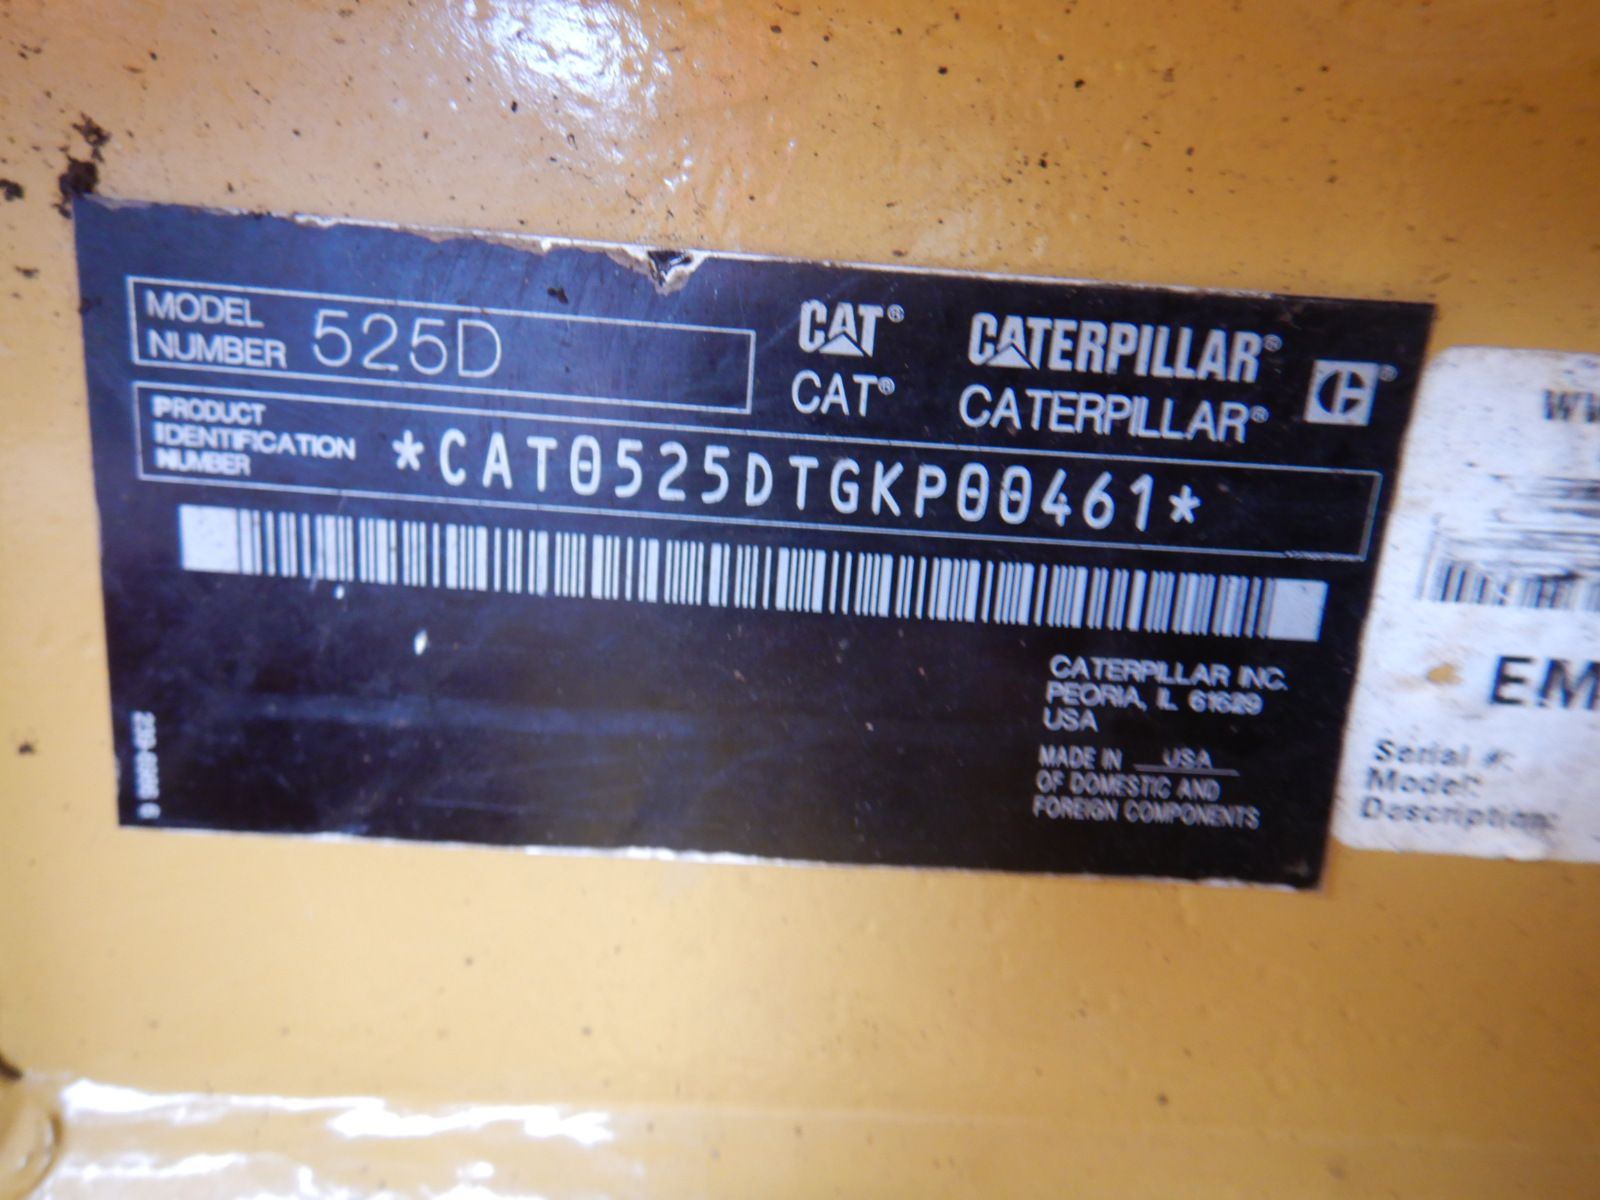 MODEL
NUMBER 525D
CAT® CATERPILLAR®
CAT® CATERPILLAR® ®
PRODUCT
IDENTIFICATION
NUMBER
*CAT0525DTGKP00461*
CATERPILLAR INC.
PEORIA, IL 61629
USA
MADE IN USA
OF DOMESTIC AND
FOREIGN COMPONENTS
EM
Serial #:
Model:
Description: